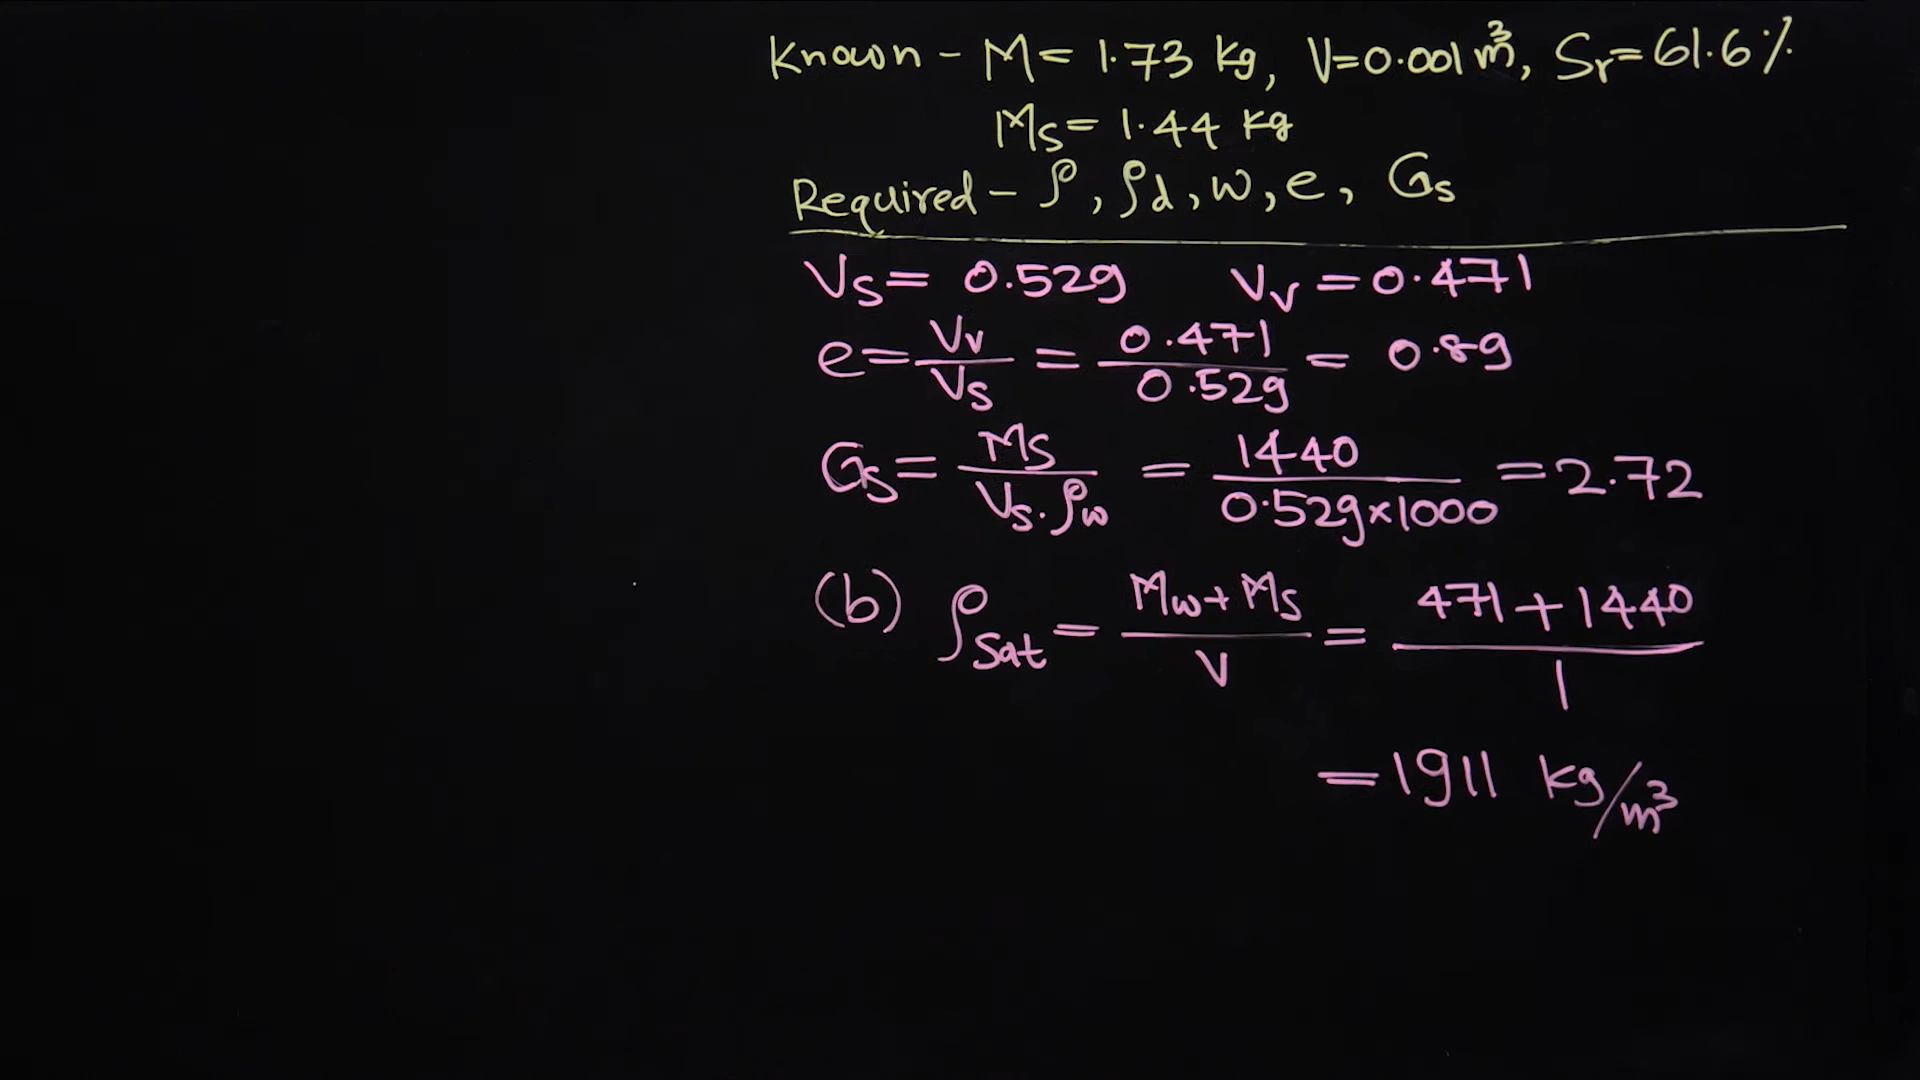 Known - M = 1.73 kg, V=0.001 m³, Sr=61.6%
Ms = 1.44 kg
Required - ρ, ρd, w, e, Gs
Vs = 0.529 Vv = 0.471
e = Vv/Vs = 0.471/0.529 = 0.89
Gs = Ms/Vs.ρw = 1440/0.529×1000 = 2.72
(b) ρsat = Mw+Ms/V = 471+1440/1
= 1911 kg/m³